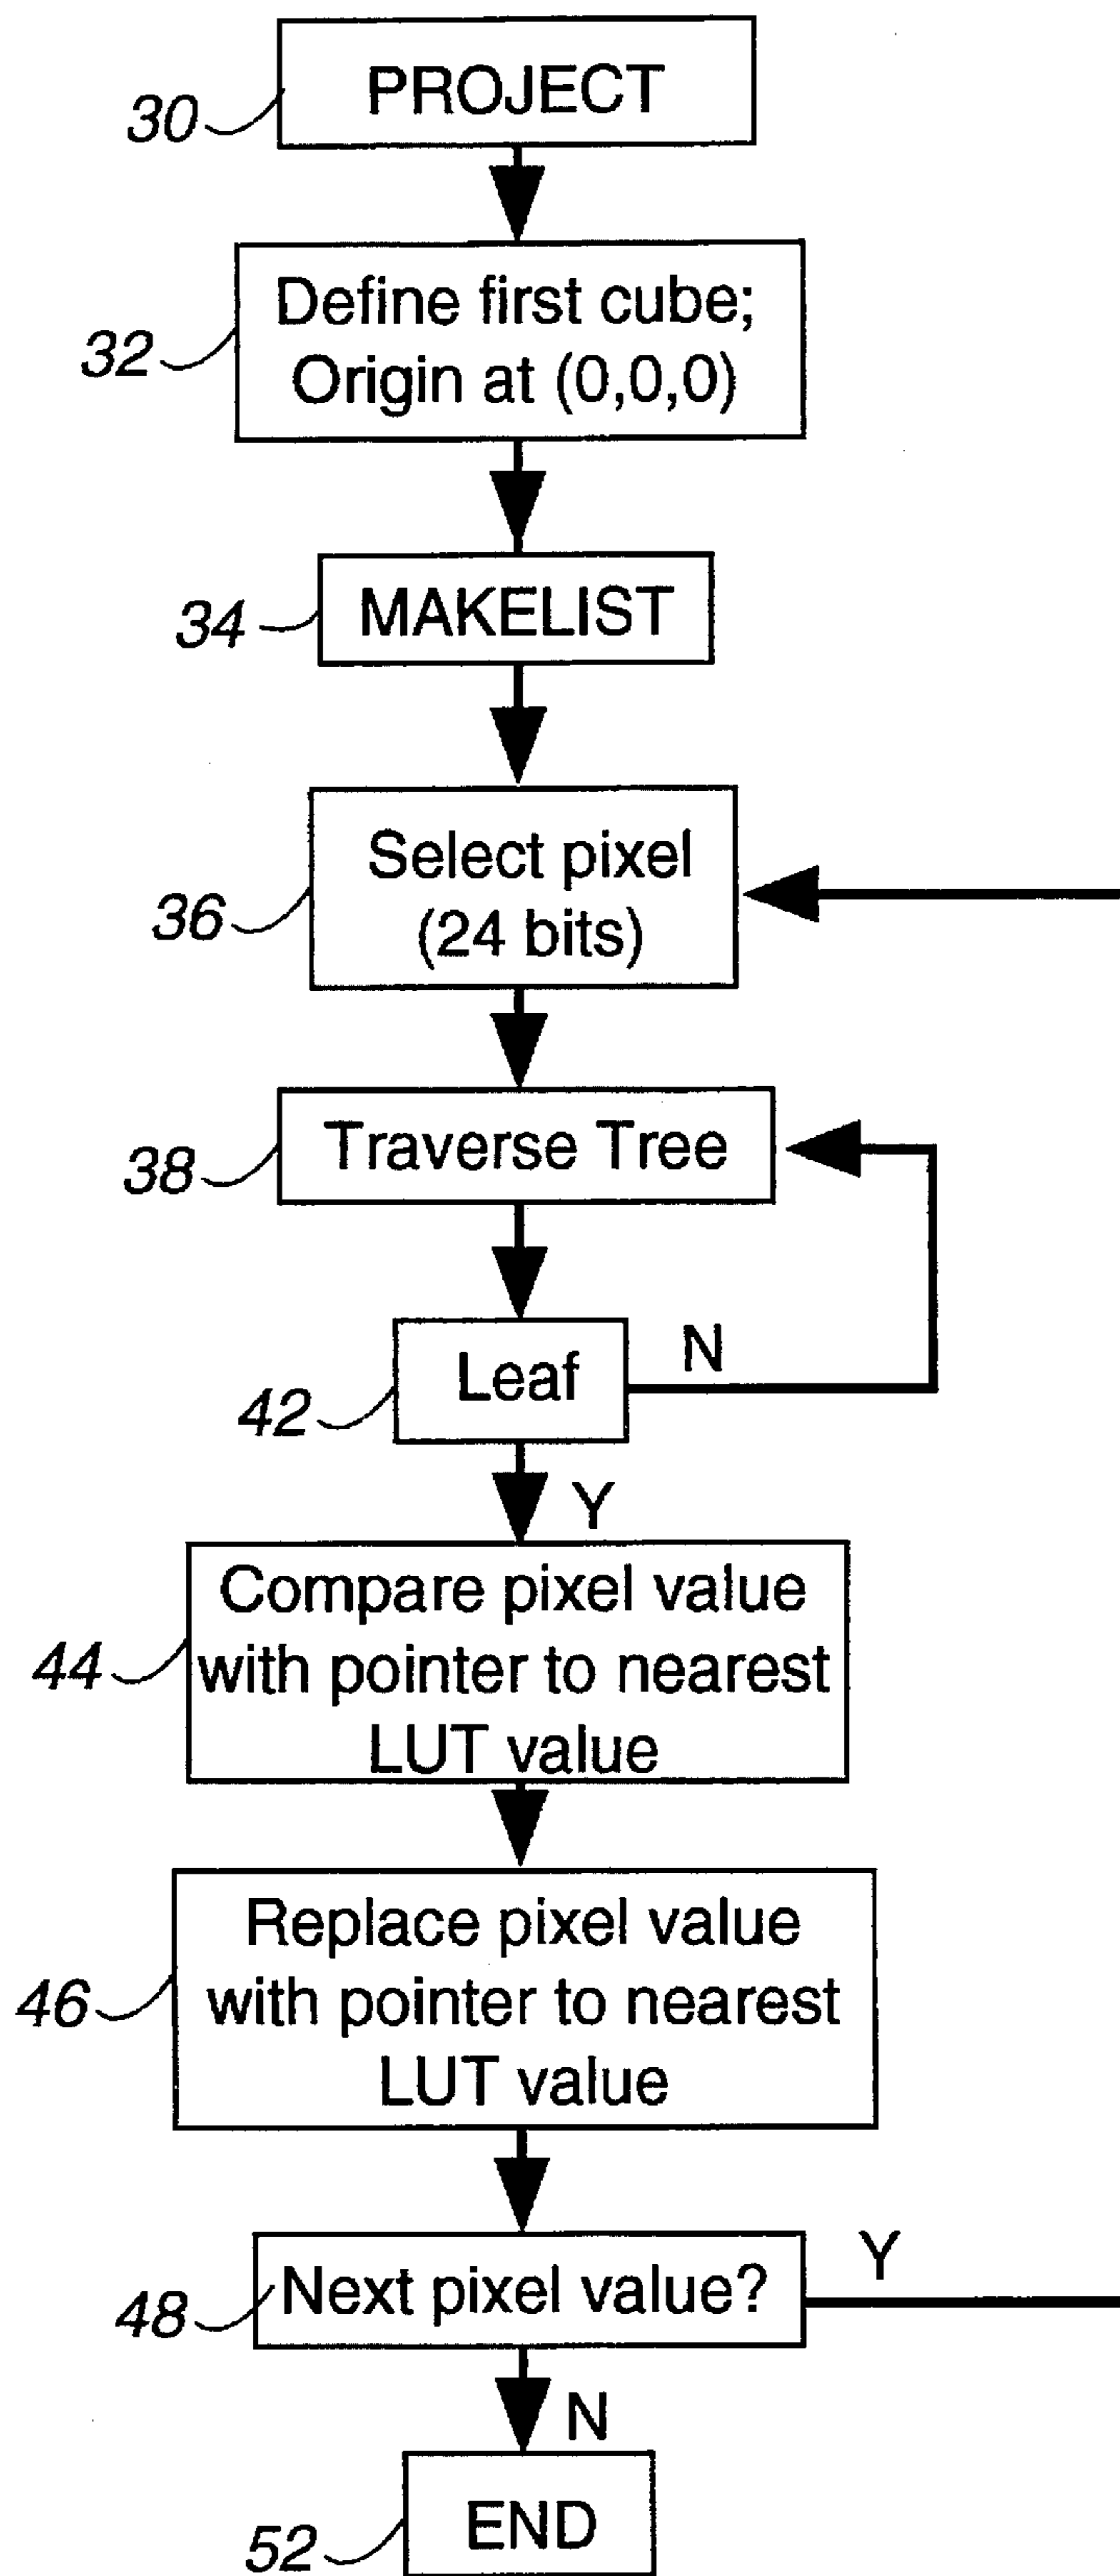 PROJECT
30
Define first cube;
Origin at (0,0,0)
32
MAKELIST
34
Select pixel
(24 bits)
36
Traverse Tree
38
Leaf
N
42
Y
Compare pixel value
with pointer to nearest
LUT value
44
Replace pixel value
with pointer to nearest
LUT value
46
Next pixel value?
Y
48
N
END
52